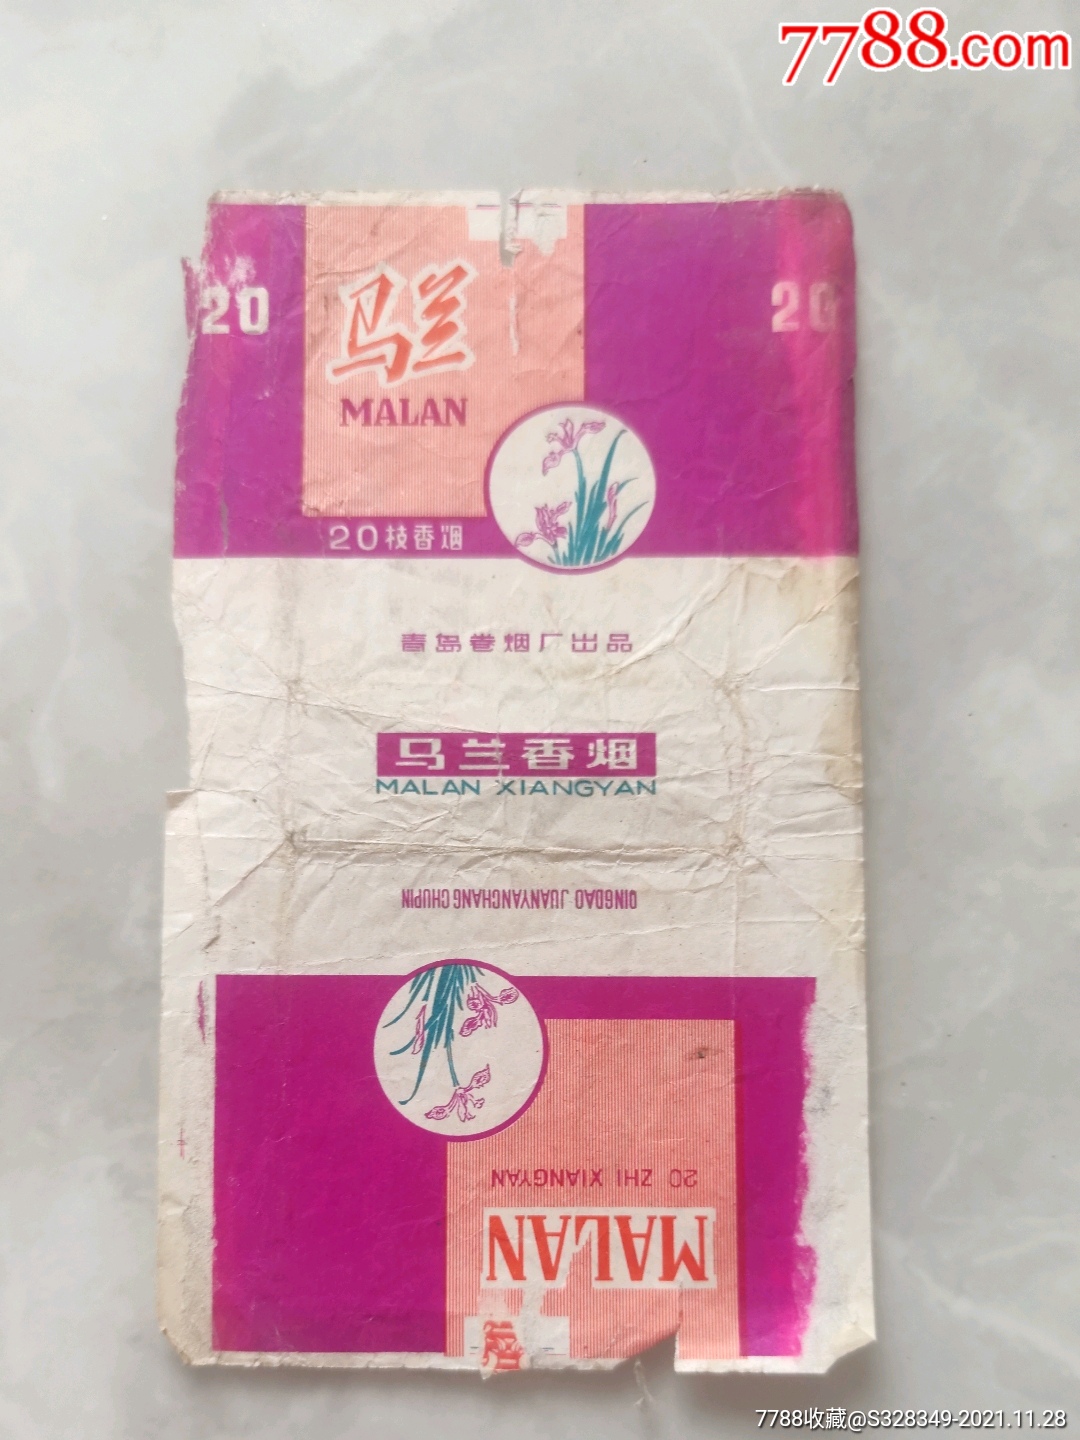 7788.com
20
马兰
20
MALAN
20枝香烟
青岛卷烟厂出品
马兰香烟
MALAN XIANGYAN
QINGDAO JUANYANCHANG CHUPIN
20 ZHI XIANGYAN
MALAN
7788收藏@S328349-2021.11.28